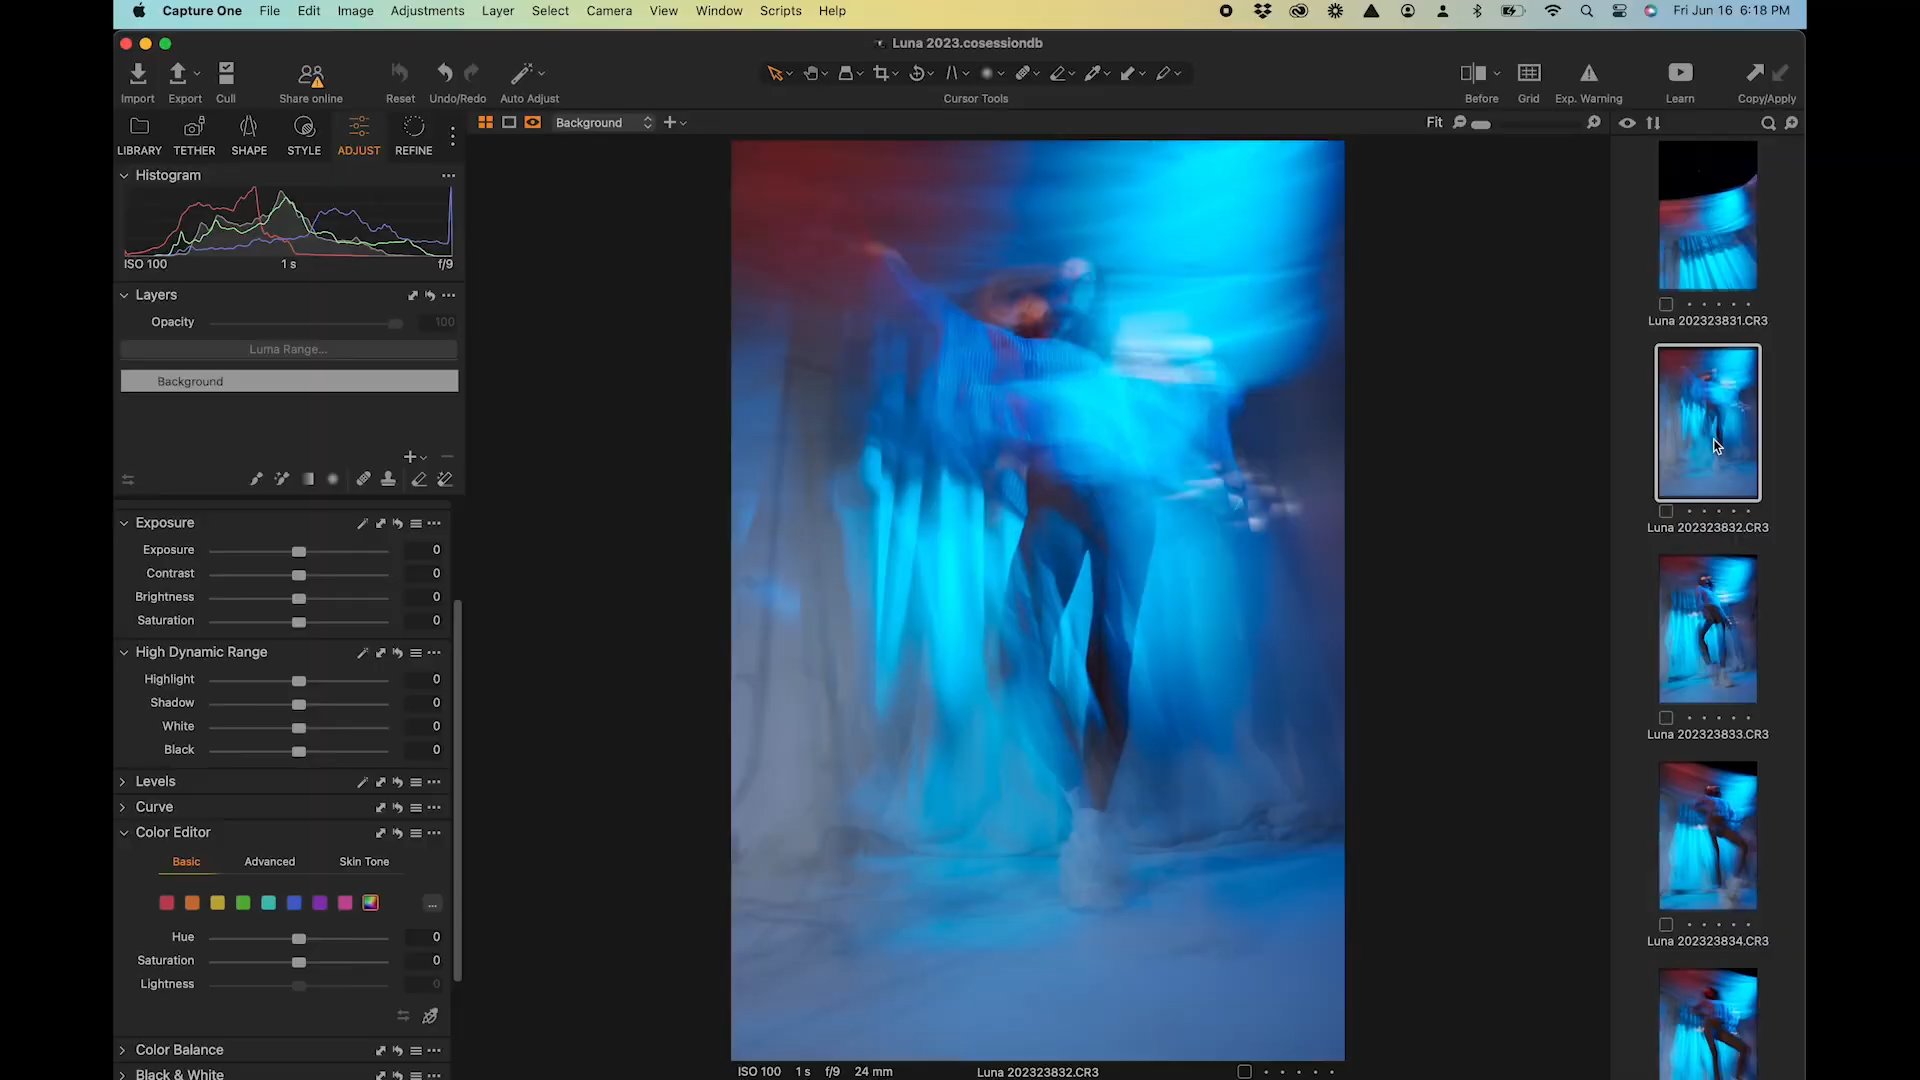 Capture One File Edit Image Adjustments Layer Select Camera View Window Scripts Help Fri Jun 16 6:18 PM
Luna 2023.cosessiondb
Import Export Cull Share online Reset Undo/Redo Auto Adjust Cursor Tools Before Grid Exp. Warning Learn Copy/Apply
LIBRARY TETHER SHAPE STYLE ADJUST REFINE
Background
Fit
Histogram
ISO 100 1 s f/9
Layers
Opacity 100
Luma Range...
Background
Exposure
Exposure 0
Contrast 0
Brightness 0
Saturation 0
High Dynamic Range
Highlight 0
Shadow 0
White 0
Black 0
Levels
Curve
Color Editor
Basic Advanced Skin Tone
Hue 0
Saturation 0
Lightness 0
Color Balance
Black & White
ISO 100 1 s f/9 24 mm Luna 202323832.CR3
Luna 202323831.CR3
Luna 202323832.CR3
Luna 202323833.CR3
Luna 202323834.CR3